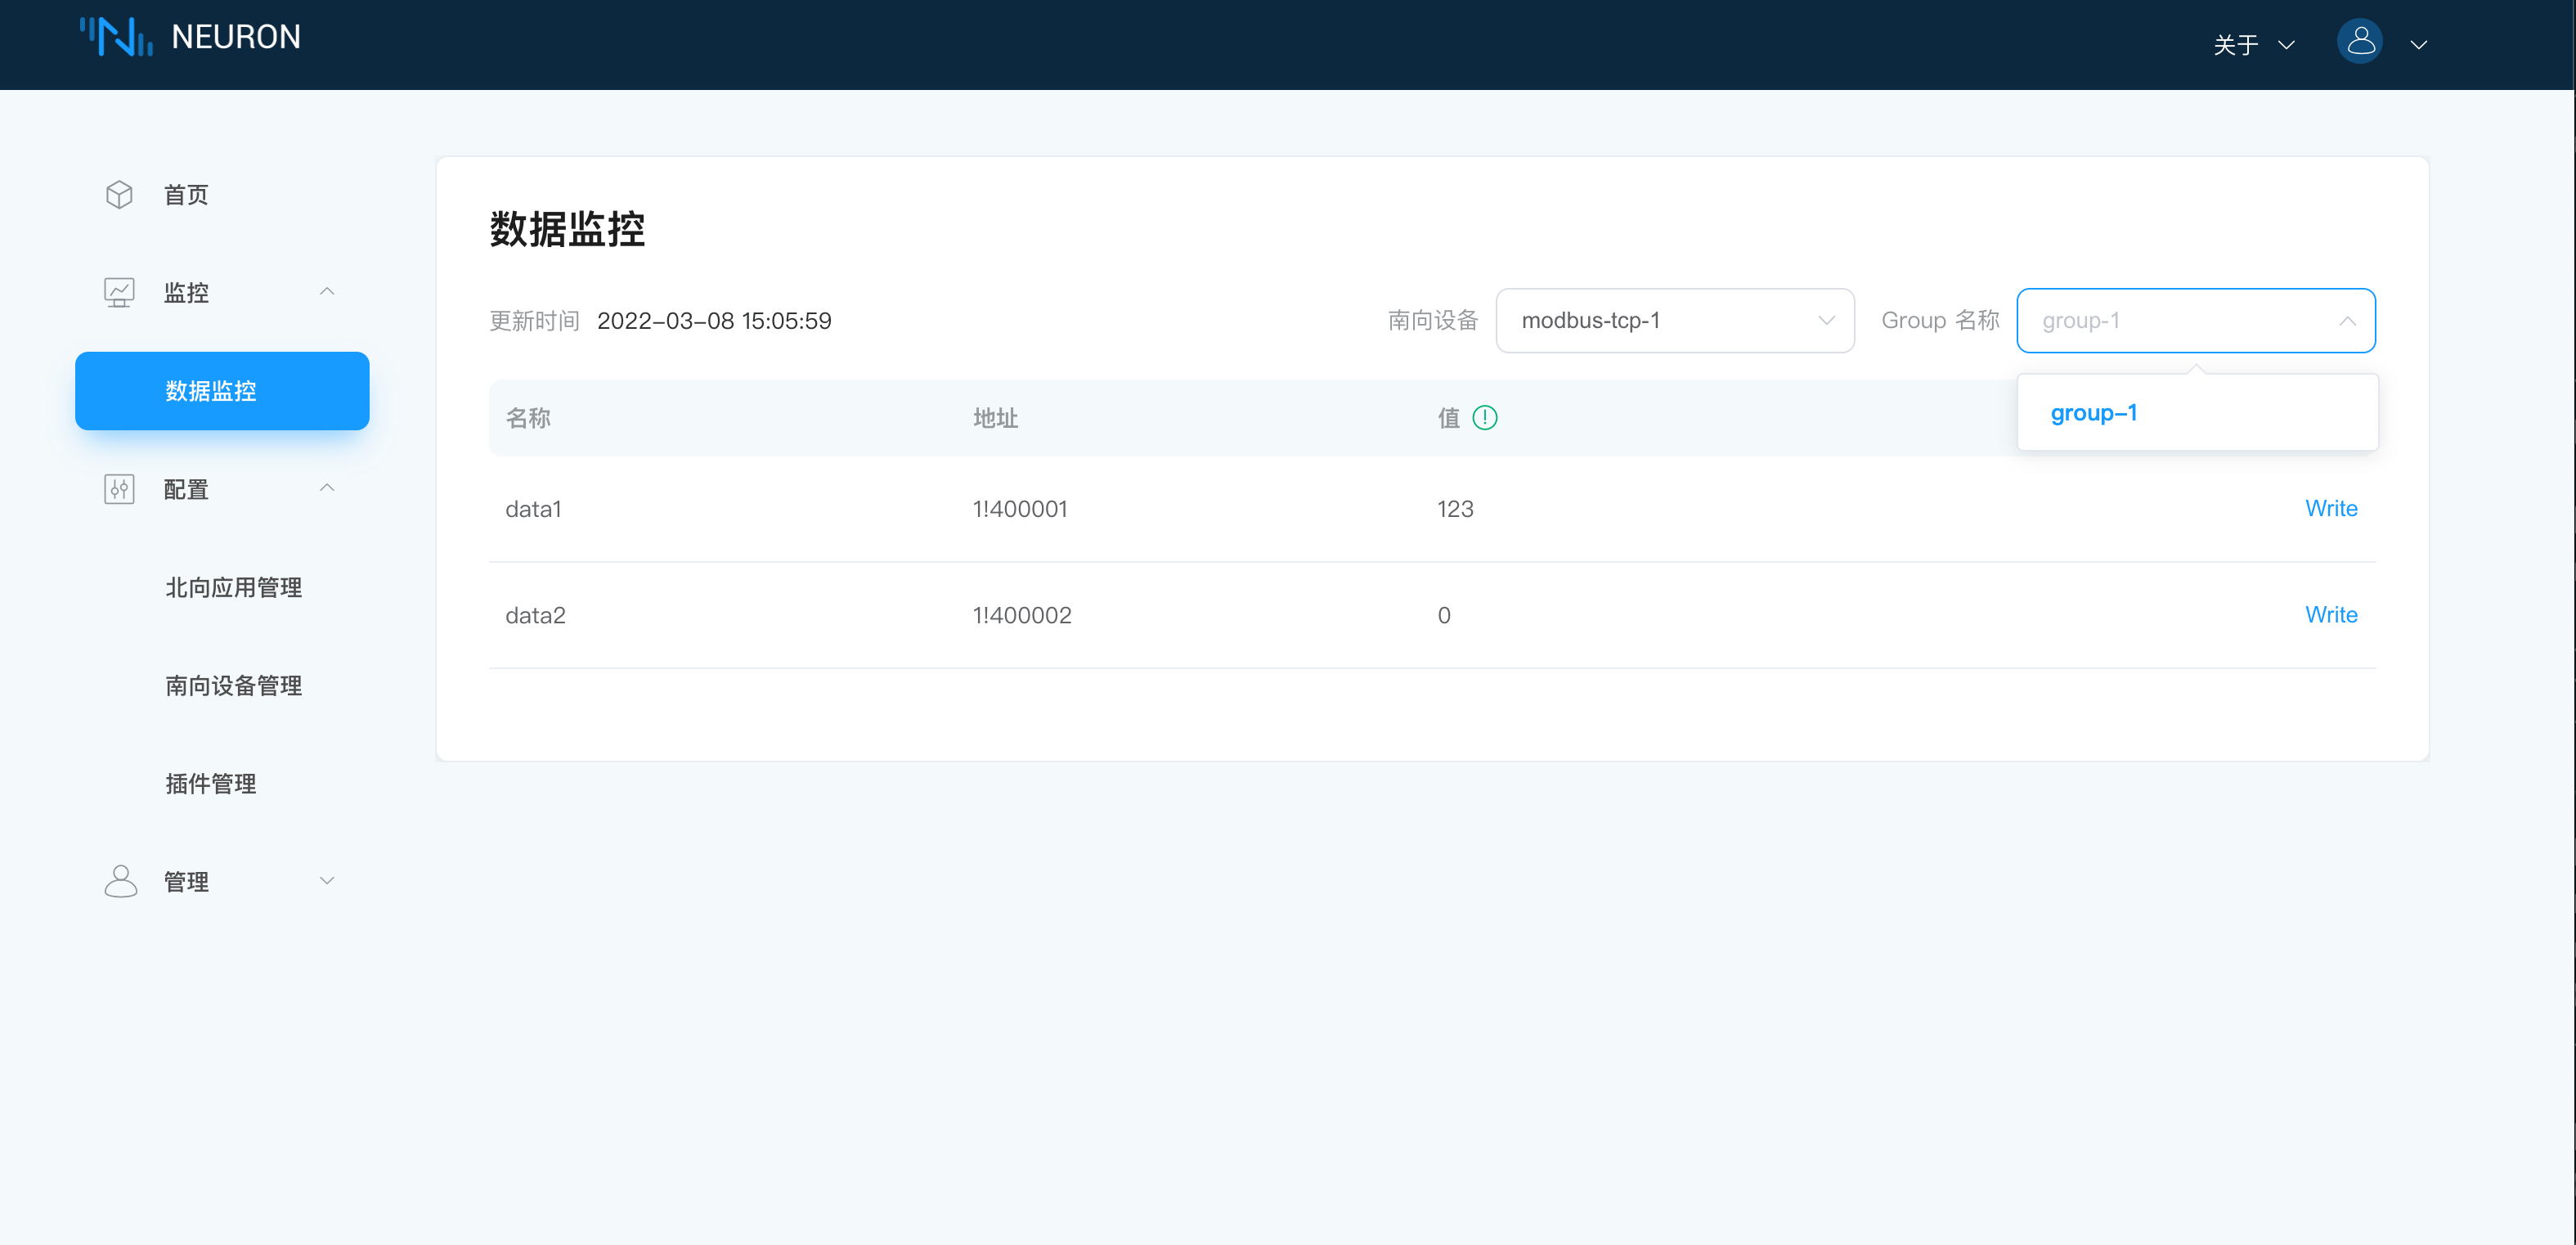 NEURON
关于
首页
监控
数据监控
配置
北向应用管理
南向设备管理
插件管理
管理
数据监控
更新时间 2022-03-08 15:05:59
南向设备 modbus-tcp-1 Group 名称 group-1
group-1
名称 地址 值
data1 1!400001 123 Write
data2 1!400002 0 Write